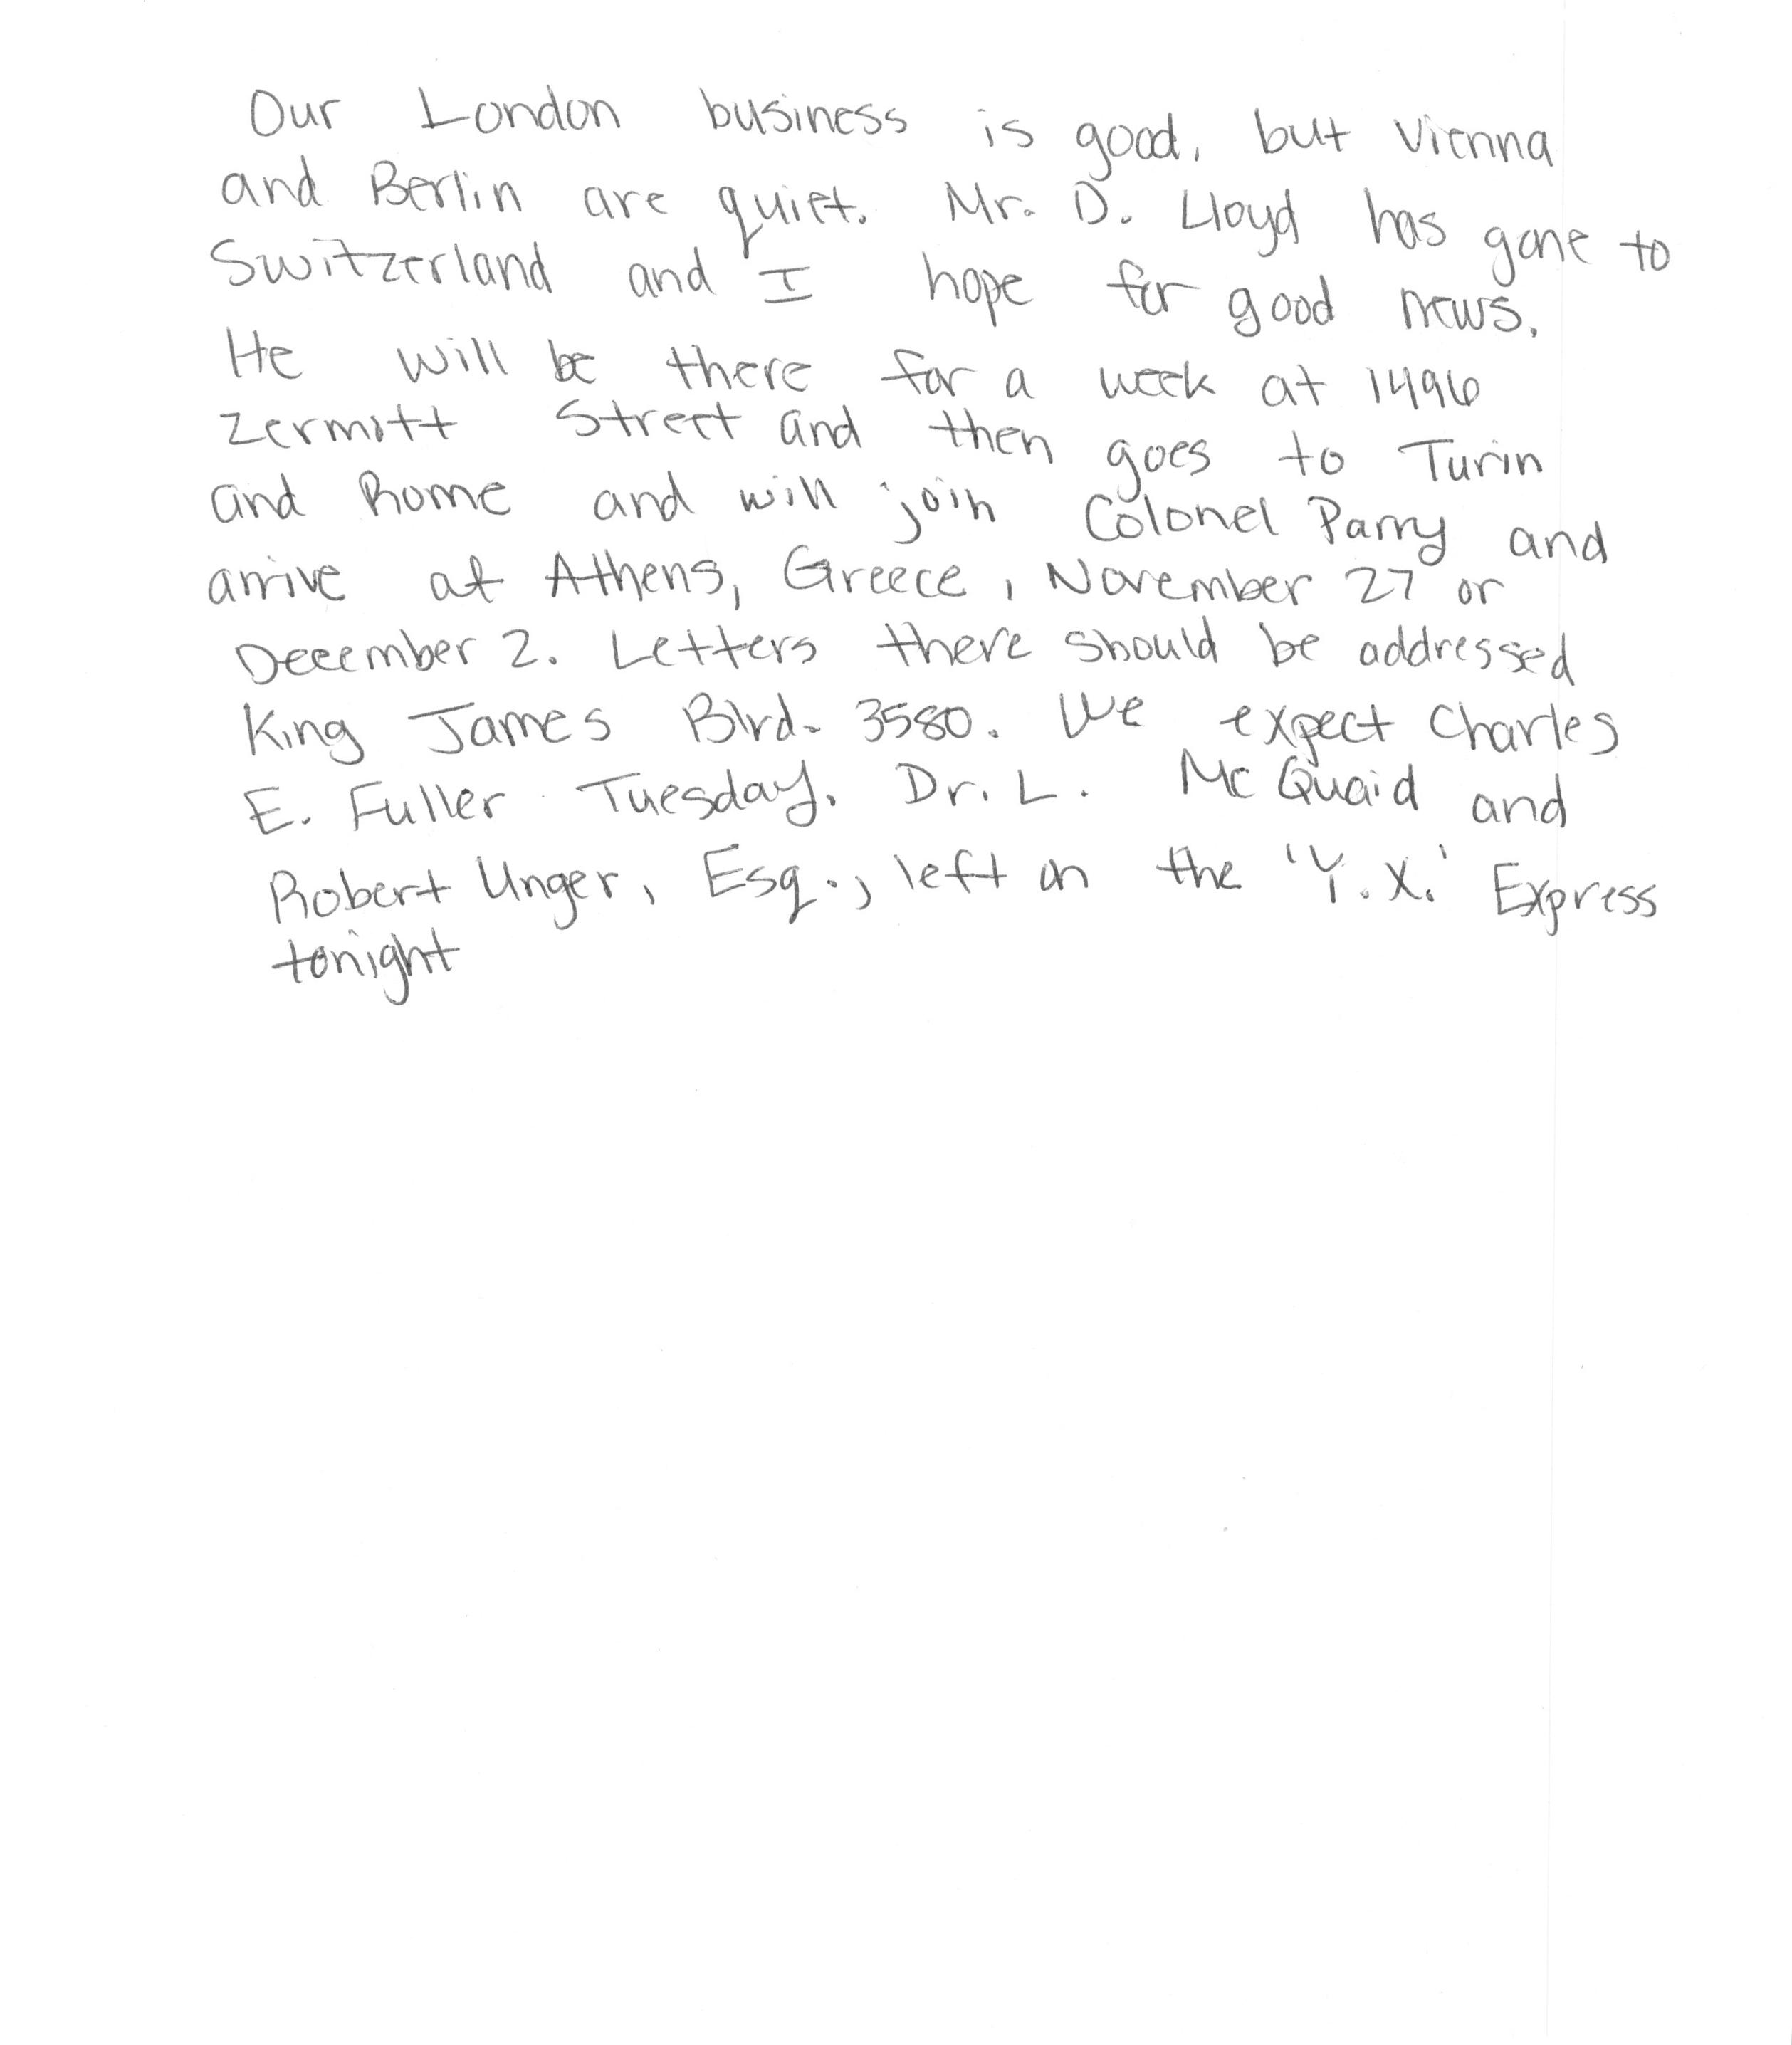 Our London business is good, but Vienna
and Berlin are quiet. Mr. D. Lloyd has gone to
Switzerland and I hope for good news.
He will be there for a week at 1496
Zermott Street and then goes to Turin
and Rome and will join Colonel Parry and
arrive at Athens, Greece, November 27 or
December 2. Letters there should be addressed
King James Blvd. 3580. We expect Charles
E. Fuller Tuesday. Dr. L. McQuaid and
Robert Unger, Esq., left on the 'Y.X.' Express
tonight